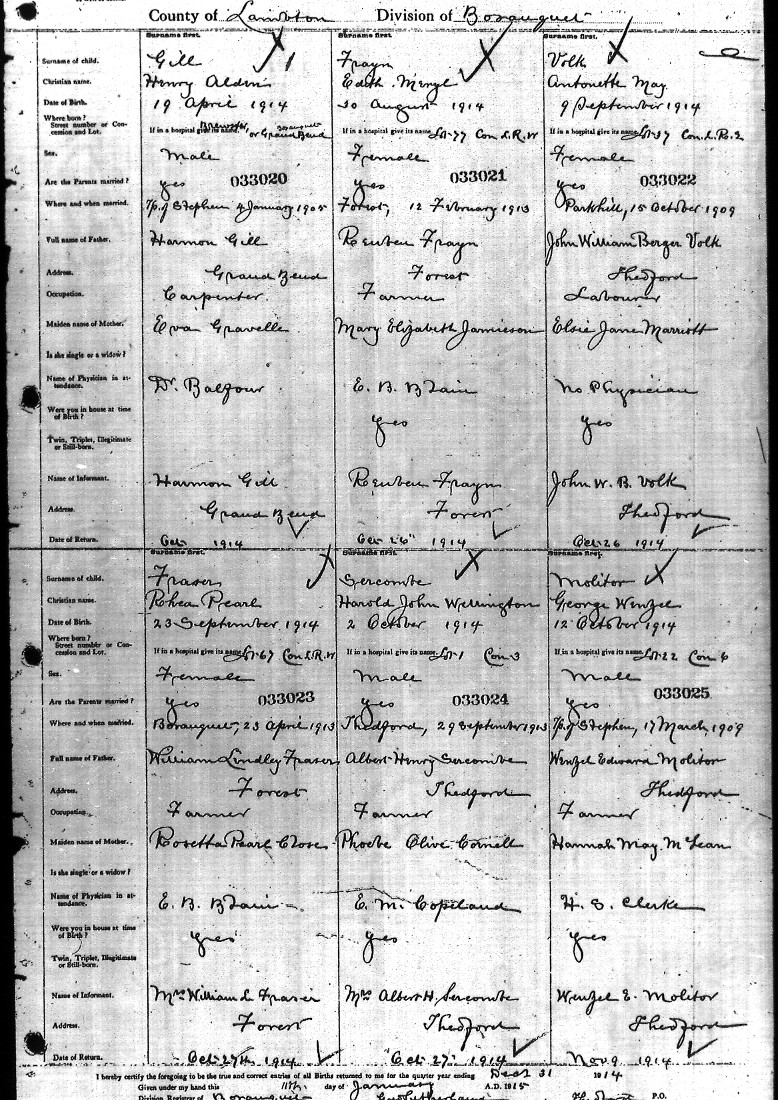 County of Lambton Division of Bosanquet
Surname first. Surname first. Surname first.
Surname of child. Gill Frayn Volk
Christian name. Henry Aldin Edith Meryl Antonette May
Date of Birth. 19 April 1914 30 August 1914 9 September 1914
Where born?
Street number or Concession and Lot. If in a hospital give its name. Brewster, or Grand Bend Bosanquet If in a hospital give its name. Lot 77 Con L.R.W If in a hospital give its name. Lot 37 Con. L.R.2
Sex. Male Female Female
Are the Parents married? yes 033020 yes 033021 yes 033022
Where and when married. Tp. of Stephen 4 January 1905 Forest, 12 February 1913 Parkhill, 15 October 1909
Full name of Father. Harmon Gill Reuben Frayn John William Berger Volk
Address. Grand Bend Forest Thedford
Occupation. Carpenter Farmer Labourer
Maiden name of Mother. Eva Gravelle Mary Elizabeth Jamieson Elsie Jane Marriott
Is she single or a widow?
Name of Physician in attendance. Dr. Balfour E. B. Blain no Physician
Were you in house at time of Birth? yes yes
Twin, Triplet, Illegitimate or Still-born.
Name of Informant. Harmon Gill Reuben Frayn John W. B. Volk
Address. Grand Bend Forest Thedford
Date of Return. Oct 1914 Oct 26" 1914 Oct 26 1914
Surname first. Surname first. Surname first.
Surname of child. Fraser Sercombe Molitor
Christian name. Rhea Pearl Harold John Wellington George Wenzel
Date of Birth. 23 September 1914 2 October 1914 12 October 1914
Where born?
Street number or Concession and Lot. If in a hospital give its name. Lot 67 Con L.R.W. If in a hospital give its name. Lot 1 Con 3 If in a hospital give its name. Lot 22 Con 6
Sex. Female Male Male
Are the Parents married? yes 033023 yes 033024 yes 033025
Where and when married. Bosanquet, 23 April 1913 Thedford, 29 September 1913 Tp. of Stephen, 17 March, 1909
Full name of Father. William Lindley Fraser Albert Henry Sercombe Wenzel Edward Molitor
Address. Forest Thedford Thedford
Occupation. Farmer Farmer Farmer
Maiden name of Mother. Rosetta Pearl Close Phoebe Olive Cornell Hannah May McLean
Is she single or a widow?
Name of Physician in attendance. E. B. Blain E. M. Copeland H. S. Clerke
Were you in house at time of Birth? yes yes yes
Twin, Triplet, Illegitimate or Still-born.
Name of Informant. Mrs William L. Fraser Mrs Albert H. Sercombe Wenzel E. Molitor
Address. Forest Thedford Thedford
Date of Return. Oct 27th 1914 Oct 27 1914 Nov 9 1914
I hereby certify the foregoing to be the true and correct entries of all Births returned to me for the quarter year ending Dec 31 1914
Given under my hand this 11th day of January A.D. 1915
Division Registrar of Bosanquet Geo Sutherland P.O.